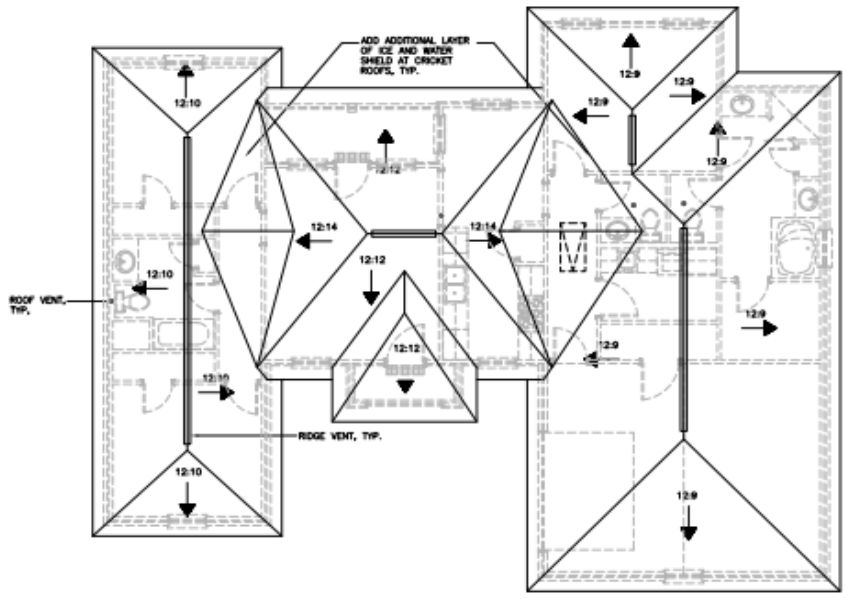 ADD ADDITIONAL LAYER
OF ICE AND WATER
SHIELD AT CRICKET
ROOFS, TYP.
12:9
12:9
12:9
12:10
12:9
12:12
12:14
12:14
12:12
12:10
ROOF VENT,
TYP.
12:9
12:12
12:9
12:10
RIDGE VENT, TYP.
12:10
12:9